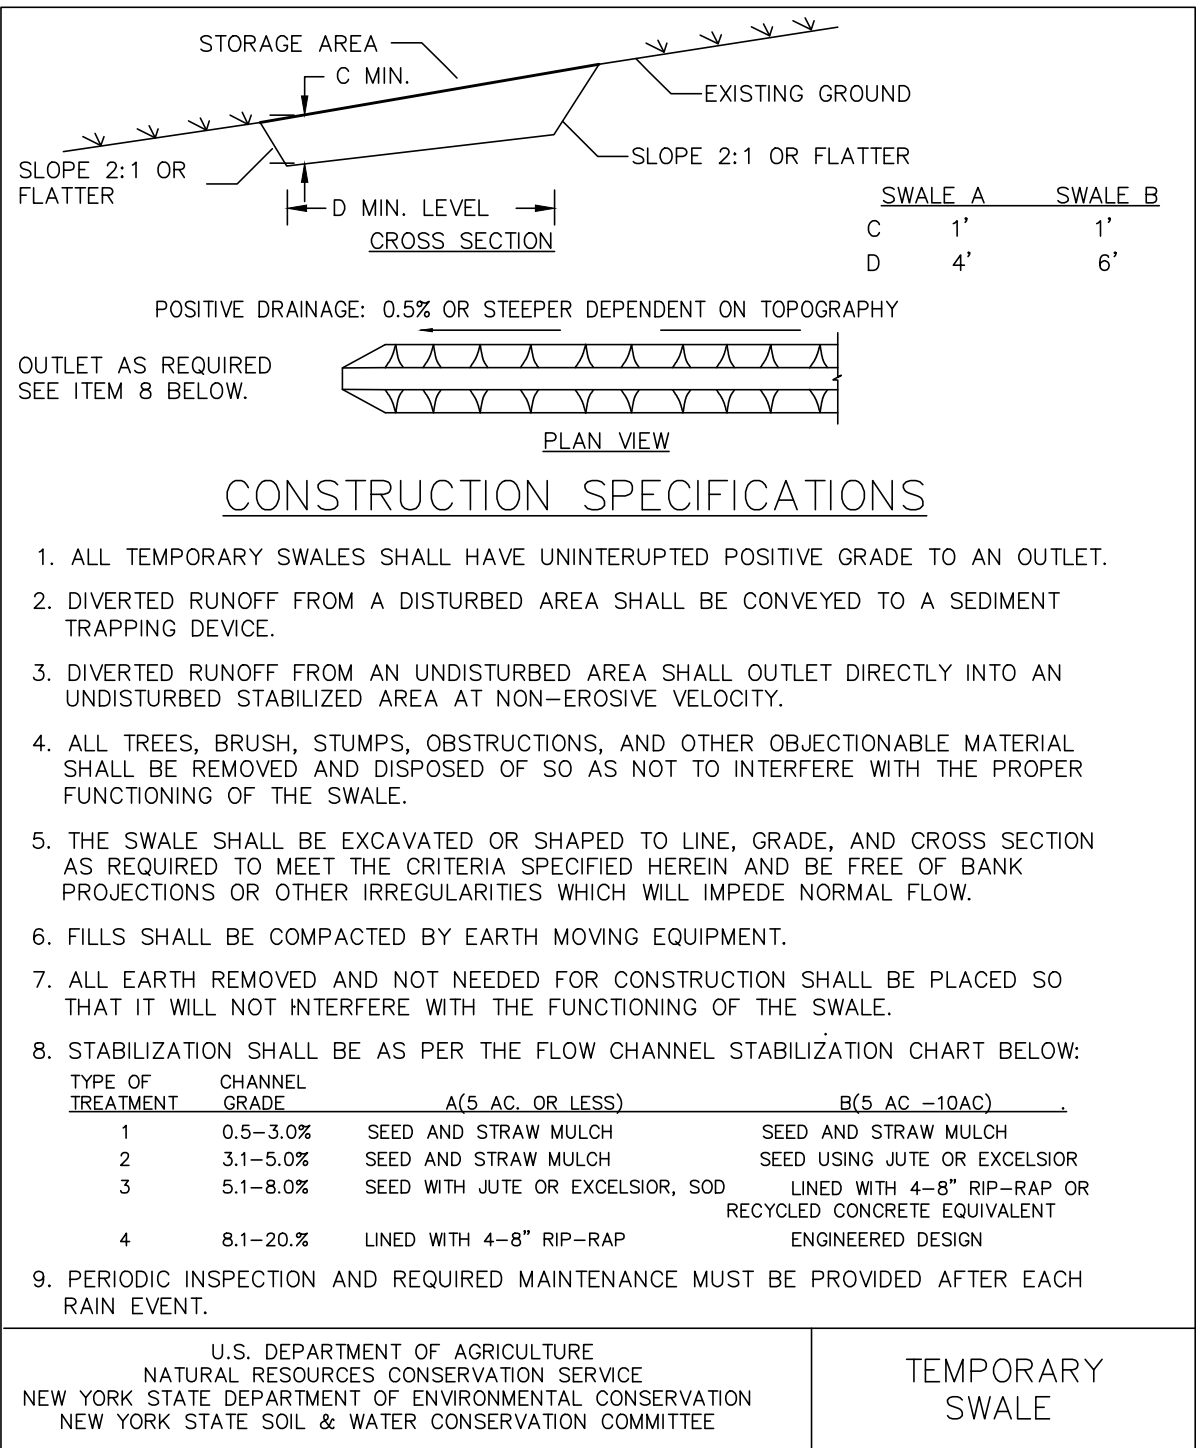 STORAGE AREA
C MIN.
EXISTING GROUND
SLOPE 2:1 OR
FLATTER
SLOPE 2:1 OR FLATTER
D MIN. LEVEL
CROSS SECTION
SWALE A SWALE B
C 1' 1'
D 4' 6'
POSITIVE DRAINAGE: 0.5% OR STEEPER DEPENDENT ON TOPOGRAPHY
OUTLET AS REQUIRED
SEE ITEM 8 BELOW.
PLAN VIEW
CONSTRUCTION SPECIFICATIONS
1. ALL TEMPORARY SWALES SHALL HAVE UNINTERUPTED POSITIVE GRADE TO AN OUTLET.
2. DIVERTED RUNOFF FROM A DISTURBED AREA SHALL BE CONVEYED TO A SEDIMENT
TRAPPING DEVICE.
3. DIVERTED RUNOFF FROM AN UNDISTURBED AREA SHALL OUTLET DIRECTLY INTO AN
UNDISTURBED STABILIZED AREA AT NON-EROSIVE VELOCITY.
4. ALL TREES, BRUSH, STUMPS, OBSTRUCTIONS, AND OTHER OBJECTIONABLE MATERIAL
SHALL BE REMOVED AND DISPOSED OF SO AS NOT TO INTERFERE WITH THE PROPER
FUNCTIONING OF THE SWALE.
5. THE SWALE SHALL BE EXCAVATED OR SHAPED TO LINE, GRADE, AND CROSS SECTION
AS REQUIRED TO MEET THE CRITERIA SPECIFIED HEREIN AND BE FREE OF BANK
PROJECTIONS OR OTHER IRREGULARITIES WHICH WILL IMPEDE NORMAL FLOW.
6. FILLS SHALL BE COMPACTED BY EARTH MOVING EQUIPMENT.
7. ALL EARTH REMOVED AND NOT NEEDED FOR CONSTRUCTION SHALL BE PLACED SO
THAT IT WILL NOT INTERFERE WITH THE FUNCTIONING OF THE SWALE.
8. STABILIZATION SHALL BE AS PER THE FLOW CHANNEL STABILIZATION CHART BELOW:
TYPE OF CHANNEL
TREATMENT GRADE A(5 AC. OR LESS) B(5 AC -10AC) .
1 0.5-3.0% SEED AND STRAW MULCH SEED AND STRAW MULCH
2 3.1-5.0% SEED AND STRAW MULCH SEED USING JUTE OR EXCELSIOR
3 5.1-8.0% SEED WITH JUTE OR EXCELSIOR, SOD LINED WITH 4-8" RIP-RAP OR
RECYCLED CONCRETE EQUIVALENT
4 8.1-20.% LINED WITH 4-8" RIP-RAP ENGINEERED DESIGN
9. PERIODIC INSPECTION AND REQUIRED MAINTENANCE MUST BE PROVIDED AFTER EACH
RAIN EVENT.
U.S. DEPARTMENT OF AGRICULTURE
NATURAL RESOURCES CONSERVATION SERVICE
NEW YORK STATE DEPARTMENT OF ENVIRONMENTAL CONSERVATION
NEW YORK STATE SOIL & WATER CONSERVATION COMMITTEE
TEMPORARY
SWALE